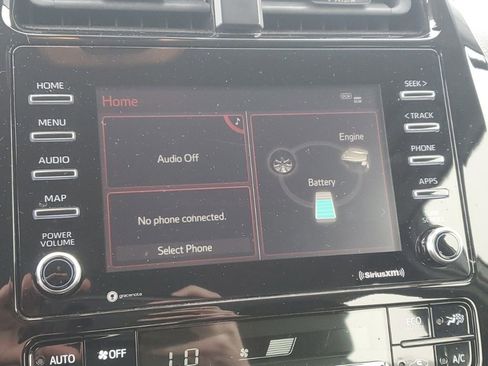 HOME
MENU
AUDIO
MAP
POWER
VOLUME
Home
Audio Off
No phone connected.
Select Phone
Engine
Battery
SEEK >
< TRACK
PHONE
APPS
gracenote
((SiriusXM))
AUTO
OFF
10
ECO
A/C